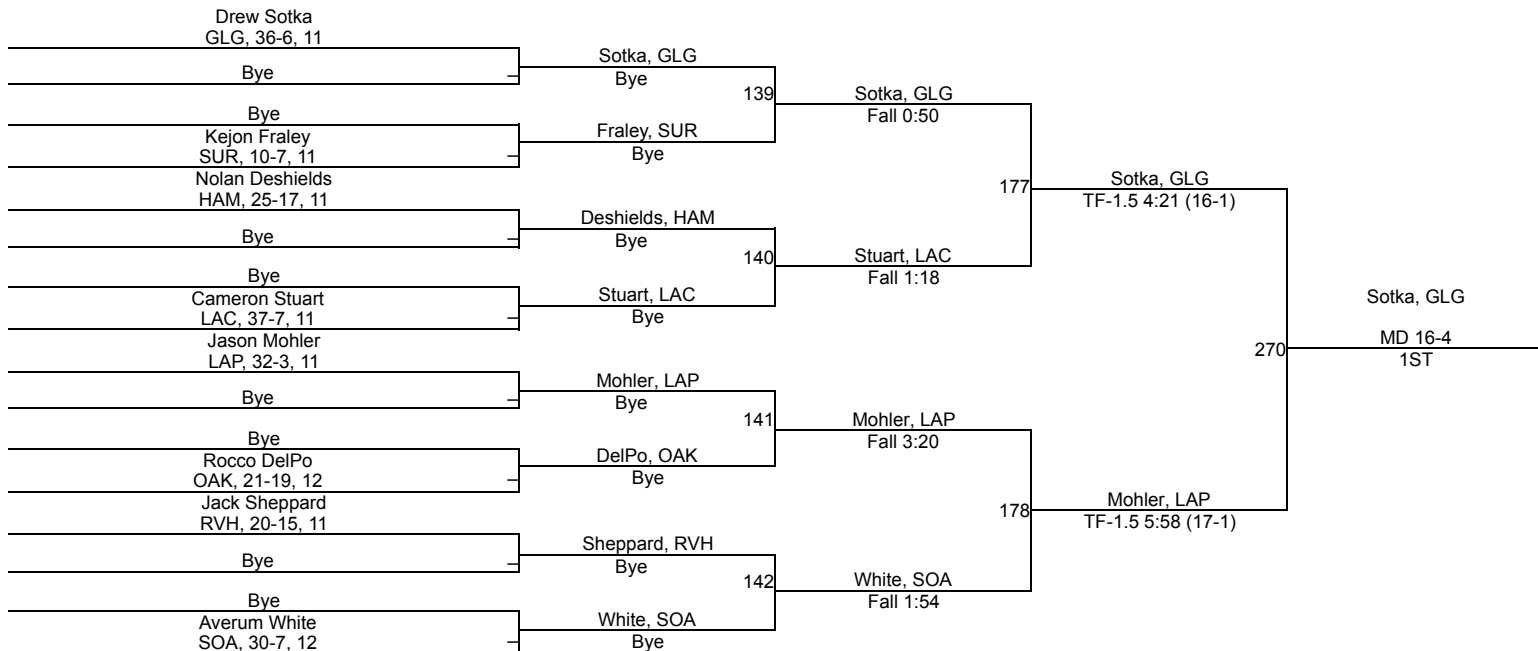 Drew Sotka
GLG, 36-6, 11
Bye
Bye
Kejon Fraley
SUR, 10-7, 11
Nolan Deshields
HAM, 25-17, 11
Bye
Bye
Cameron Stuart
LAC, 37-7, 11
Jason Mohler
LAP, 32-3, 11
Bye
Bye
Rocco DelPo
OAK, 21-19, 12
Jack Sheppard
RVH, 20-15, 11
Bye
Bye
Averum White
SOA, 30-7, 12
Sotka, GLG
Bye
139
Fraley, SUR
Bye
Deshields, HAM
Bye
140
Stuart, LAC
Bye
Mohler, LAP
Bye
141
DelPo, OAK
Bye
Sheppard, RVH
Bye
142
White, SOA
Bye
Sotka, GLG
Fall 0:50
177
Stuart, LAC
Fall 1:18
Mohler, LAP
Fall 3:20
178
White, SOA
Fall 1:54
Sotka, GLG
TF-1.5 4:21 (16-1)
270
Mohler, LAP
TF-1.5 5:58 (17-1)
Sotka, GLG
MD 16-4
1ST